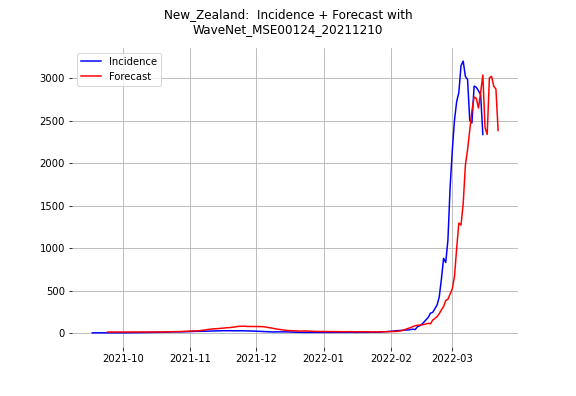 New_Zealand:  Incidence + Forecast with
WaveNet_MSE00124_20211210
Incidence
Forecast
3000
2500
2000
1500
1000
500
0
2021-10 2021-11 2021-12 2022-01 2022-02 2022-03